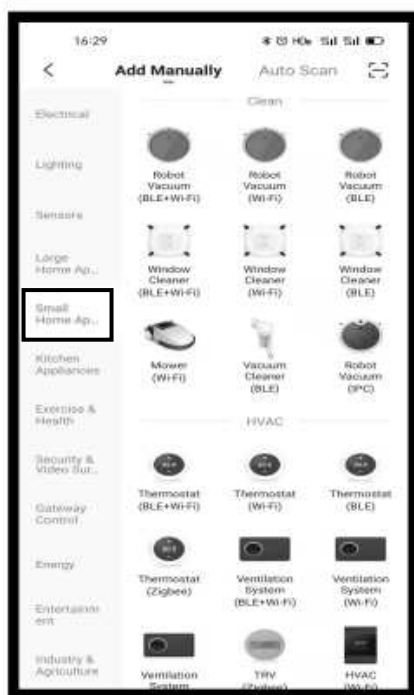 16:29
Add Manually
Auto Scan
Electrical
Lighting
Sensors
Large
Home Ap...
Small
Home Ap...
Kitchen
Appliances
Exercise &
Health
Security &
Video Sur...
Gateway
Control
Energy
Entertainm
ent
Industry &
Agriculture
Clean
Robot
Vacuum
(BLE+Wi-Fi)
Robot
Vacuum
(Wi-Fi)
Robot
Vacuum
(BLE)
Window
Cleaner
(BLE+Wi-Fi)
Window
Cleaner
(Wi-Fi)
Window
Cleaner
(BLE)
Mower
(Wi-Fi)
Vacuum
Cleaner
(BLE)
Robot
Vacuum
(IPC)
HVAC
Thermostat
(BLE+Wi-Fi)
Thermostat
(Wi-Fi)
Thermostat
(BLE)
Thermostat
(Zigbee)
Ventilation
System
(BLE+Wi-Fi)
Ventilation
System
(Wi-Fi)
Ventilation
System
TRV
(Zigbee)
HVAC
(Wi-Fi)